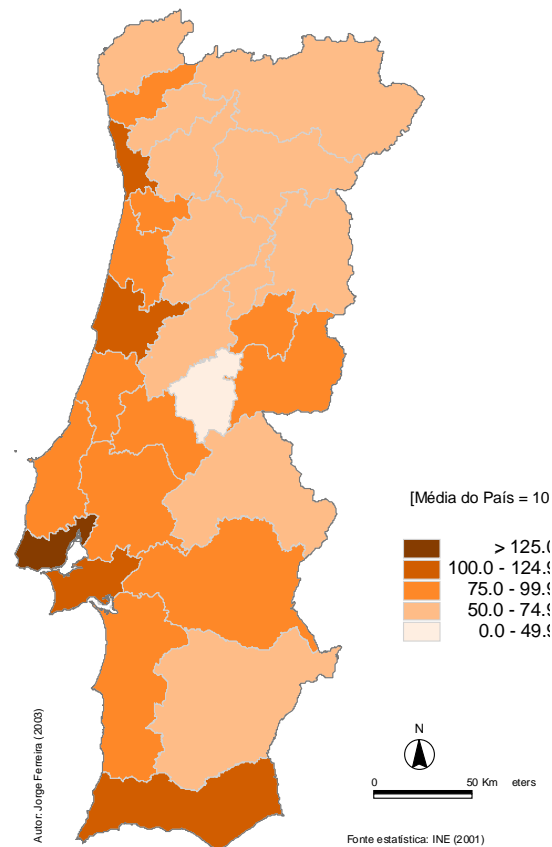 [Média do País = 10
> 125.0
100.0 - 124.9
75.0 - 99.9
50.0 - 74.9
0.0 - 49.9
N
0 50 Km eters
Autor: Jorge Ferreira (2003)
Fonte estatística: INE (2001)